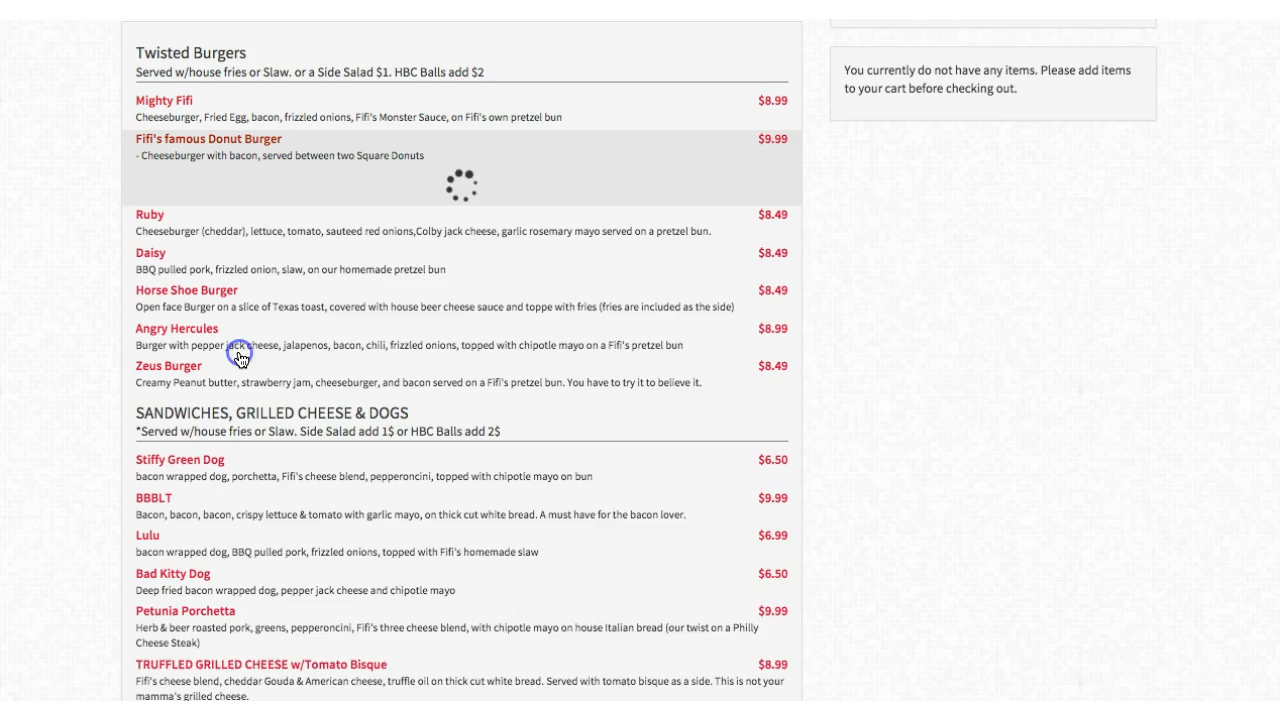 Twisted Burgers
Served w/house fries or Slaw. or a Side Salad $1. HBC Balls add $2
Mighty Fifi $8.99
Cheeseburger, Fried Egg, bacon, frizzled onions, Fifi's Monster Sauce, on Fifi's own pretzel bun
Fifi's famous Donut Burger $9.99
- Cheeseburger with bacon, served between two Square Donuts
Ruby $8.49
Cheeseburger (cheddar), lettuce, tomato, sauteed red onions,Colby jack cheese, garlic rosemary mayo served on a pretzel bun.
Daisy $8.49
BBQ pulled pork, frizzled onion, slaw, on our homemade pretzel bun
Horse Shoe Burger $8.49
Open face Burger on a slice of Texas toast, covered with house beer cheese sauce and toppe with fries (fries are included as the side)
Angry Hercules $8.99
Burger with pepper jack cheese, jalapenos, bacon, chili, frizzled onions, topped with chipotle mayo on a Fifi's pretzel bun
Zeus Burger $8.49
Creamy Peanut butter, strawberry jam, cheeseburger, and bacon served on a Fifi's pretzel bun. You have to try it to believe it.
SANDWICHES, GRILLED CHEESE & DOGS
*Served w/house fries or Slaw. Side Salad add 1$ or HBC Balls add 2$
Stiffy Green Dog $6.50
bacon wrapped dog, porchetta, Fifi's cheese blend, pepperoncini, topped with chipotle mayo on bun
BBBLT $9.99
Bacon, bacon, bacon, crispy lettuce & tomato with garlic mayo, on thick cut white bread. A must have for the bacon lover.
Lulu $6.99
bacon wrapped dog, BBQ pulled pork, frizzled onions, topped with Fifi's homemade slaw
Bad Kitty Dog $6.50
Deep fried bacon wrapped dog, pepper jack cheese and chipotle mayo
Petunia Porchetta $9.99
Herb & beer roasted pork, greens, pepperoncini, Fifi's three cheese blend, with chipotle mayo on house Italian bread (our twist on a Philly
Cheese Steak)
TRUFFLED GRILLED CHEESE w/Tomato Bisque $8.99
Fifi's cheese blend, cheddar Gouda & American cheese, truffle oil on thick cut white bread. Served with tomato bisque as a side. This is not your
mamma's grilled cheese.
You currently do not have any items. Please add items
to your cart before checking out.